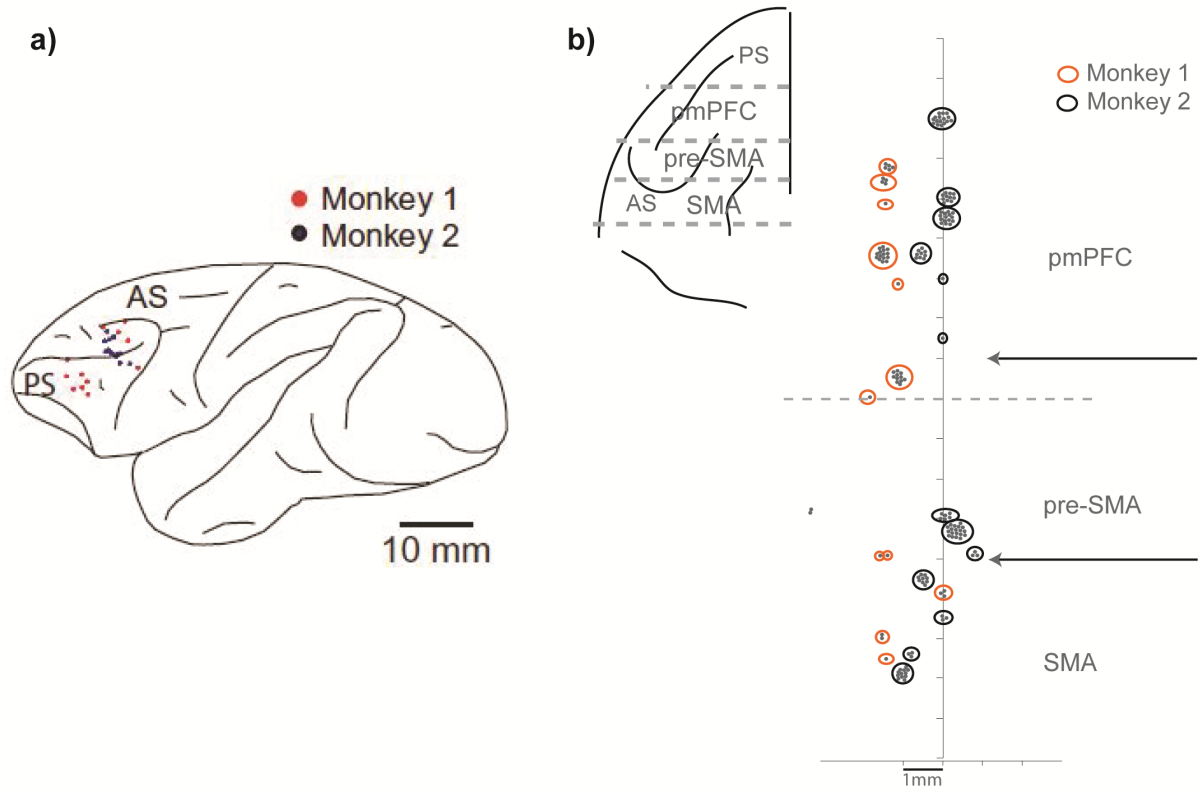 a)
Monkey 1
Monkey 2
AS
PS
10 mm
b)
PS
pmPFC
pre-SMA
AS
SMA
Monkey 1
Monkey 2
pmPFC
pre-SMA
SMA
1mm